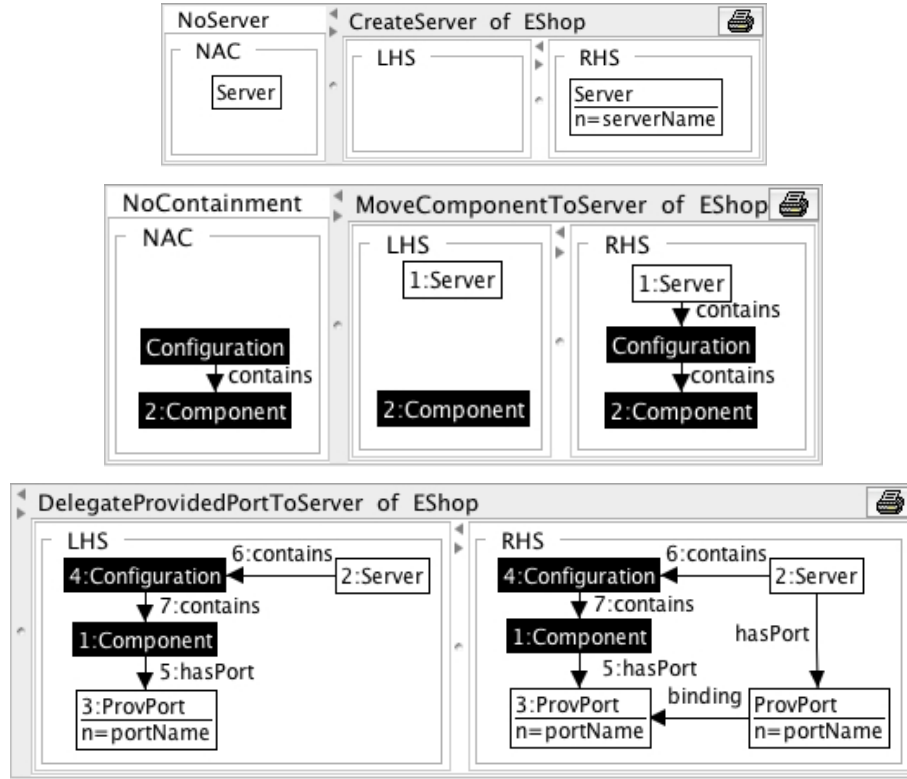 NoServer
CreateServer of EShop
NAC
LHS
RHS
Server
Server
n=serverName
NoContainment
MoveComponentToServer of EShop
NAC
LHS
RHS
1:Server
1:Server
contains
Configuration
Configuration
contains
contains
2:Component
2:Component
2:Component
DelegateProvidedPortToServer of EShop
LHS
RHS
6:contains
4:Configuration
2:Server
7:contains
1:Component
5:hasPort
3:ProvPort
n=portName
6:contains
4:Configuration
2:Server
7:contains
1:Component
hasPort
5:hasPort
binding
3:ProvPort
n=portName
ProvPort
n=portName